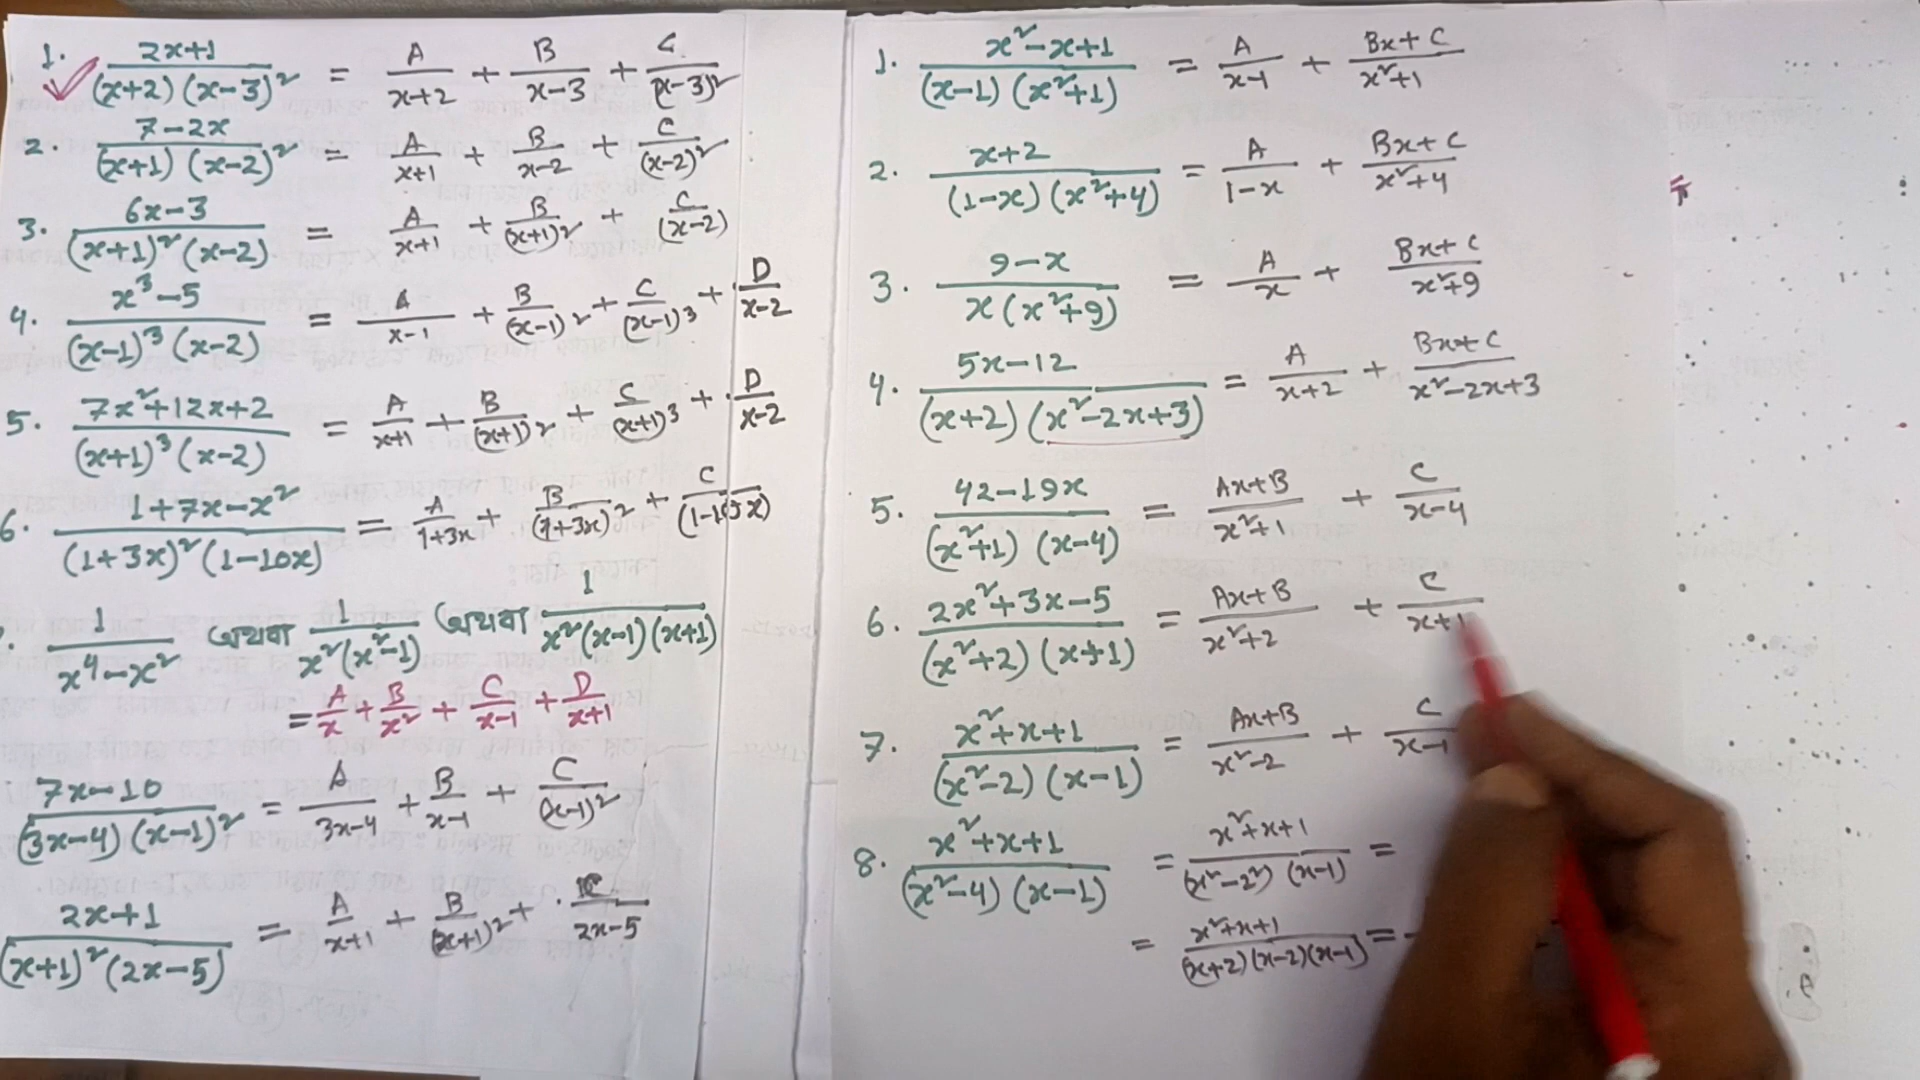 1. (2x+1)/((x+2)(x-3)²) = A/(x+2) + B/(x-3) + C/(x-3)²
2. (7-2x)/((x+1)(x-2)²) = A/(x+1) + B/(x-2) + C/(x-2)²
3. (6x-3)/((x+1)²(x-2)) = A/(x+1) + B/(x+1)² + C/(x-2)
4. (x³-5)/((x-1)³(x-2)) = A/(x-1) + B/(x-1)² + C/(x-1)³ + D/(x-2)
5. (7x²+12x+2)/((x+1)³(x-2)) = A/(x+1) + B/(x+1)² + C/(x+1)³ + D/(x-2)
6. (1+7x-x²)/((1+3x)²(1-10x)) = A/(1+3x) + B/(1+3x)² + C/(1-10x)
1/(x⁴-x²) অথবা 1/(x²(x²-1)) অথবা 1/(x²(x-1)(x+1))
= A/x + B/x² + C/(x-1) + D/(x+1)
(7x-10)/((3x-4)(x-1)²) = A/(3x-4) + B/(x-1) + C/(x-1)²
(2x+1)/((x+1)²(2x-5)) = A/(x+1) + B/(x+1)² + C/(2x-5)
1. (x²-x+1)/((x-1)(x²+1)) = A/(x-1) + (Bx+C)/(x²+1)
2. (x+2)/((1-x)(x²+4)) = A/(1-x) + (Bx+C)/(x²+4)
3. (9-x)/(x(x²+9)) = A/x + (Bx+C)/(x²+9)
4. (5x-12)/((x+2)(x²-2x+3)) = A/(x+2) + (Bx+C)/(x²-2x+3)
5. (42-19x)/((x²+1)(x-4)) = (Ax+B)/(x²+1) + C/(x-4)
6. (2x²+3x-5)/((x²+2)(x+1)) = (Ax+B)/(x²+2) + C/(x+1)
7. (x²+x+1)/((x²-2)(x-1)) = (Ax+B)/(x²-2) + C/(x-1)
8. (x²+x+1)/((x²-4)(x-1)) = (x²+x+1)/((x²-2²)(x-1)) =
= (x²+x+1)/((x+2)(x-2)(x-1)) =